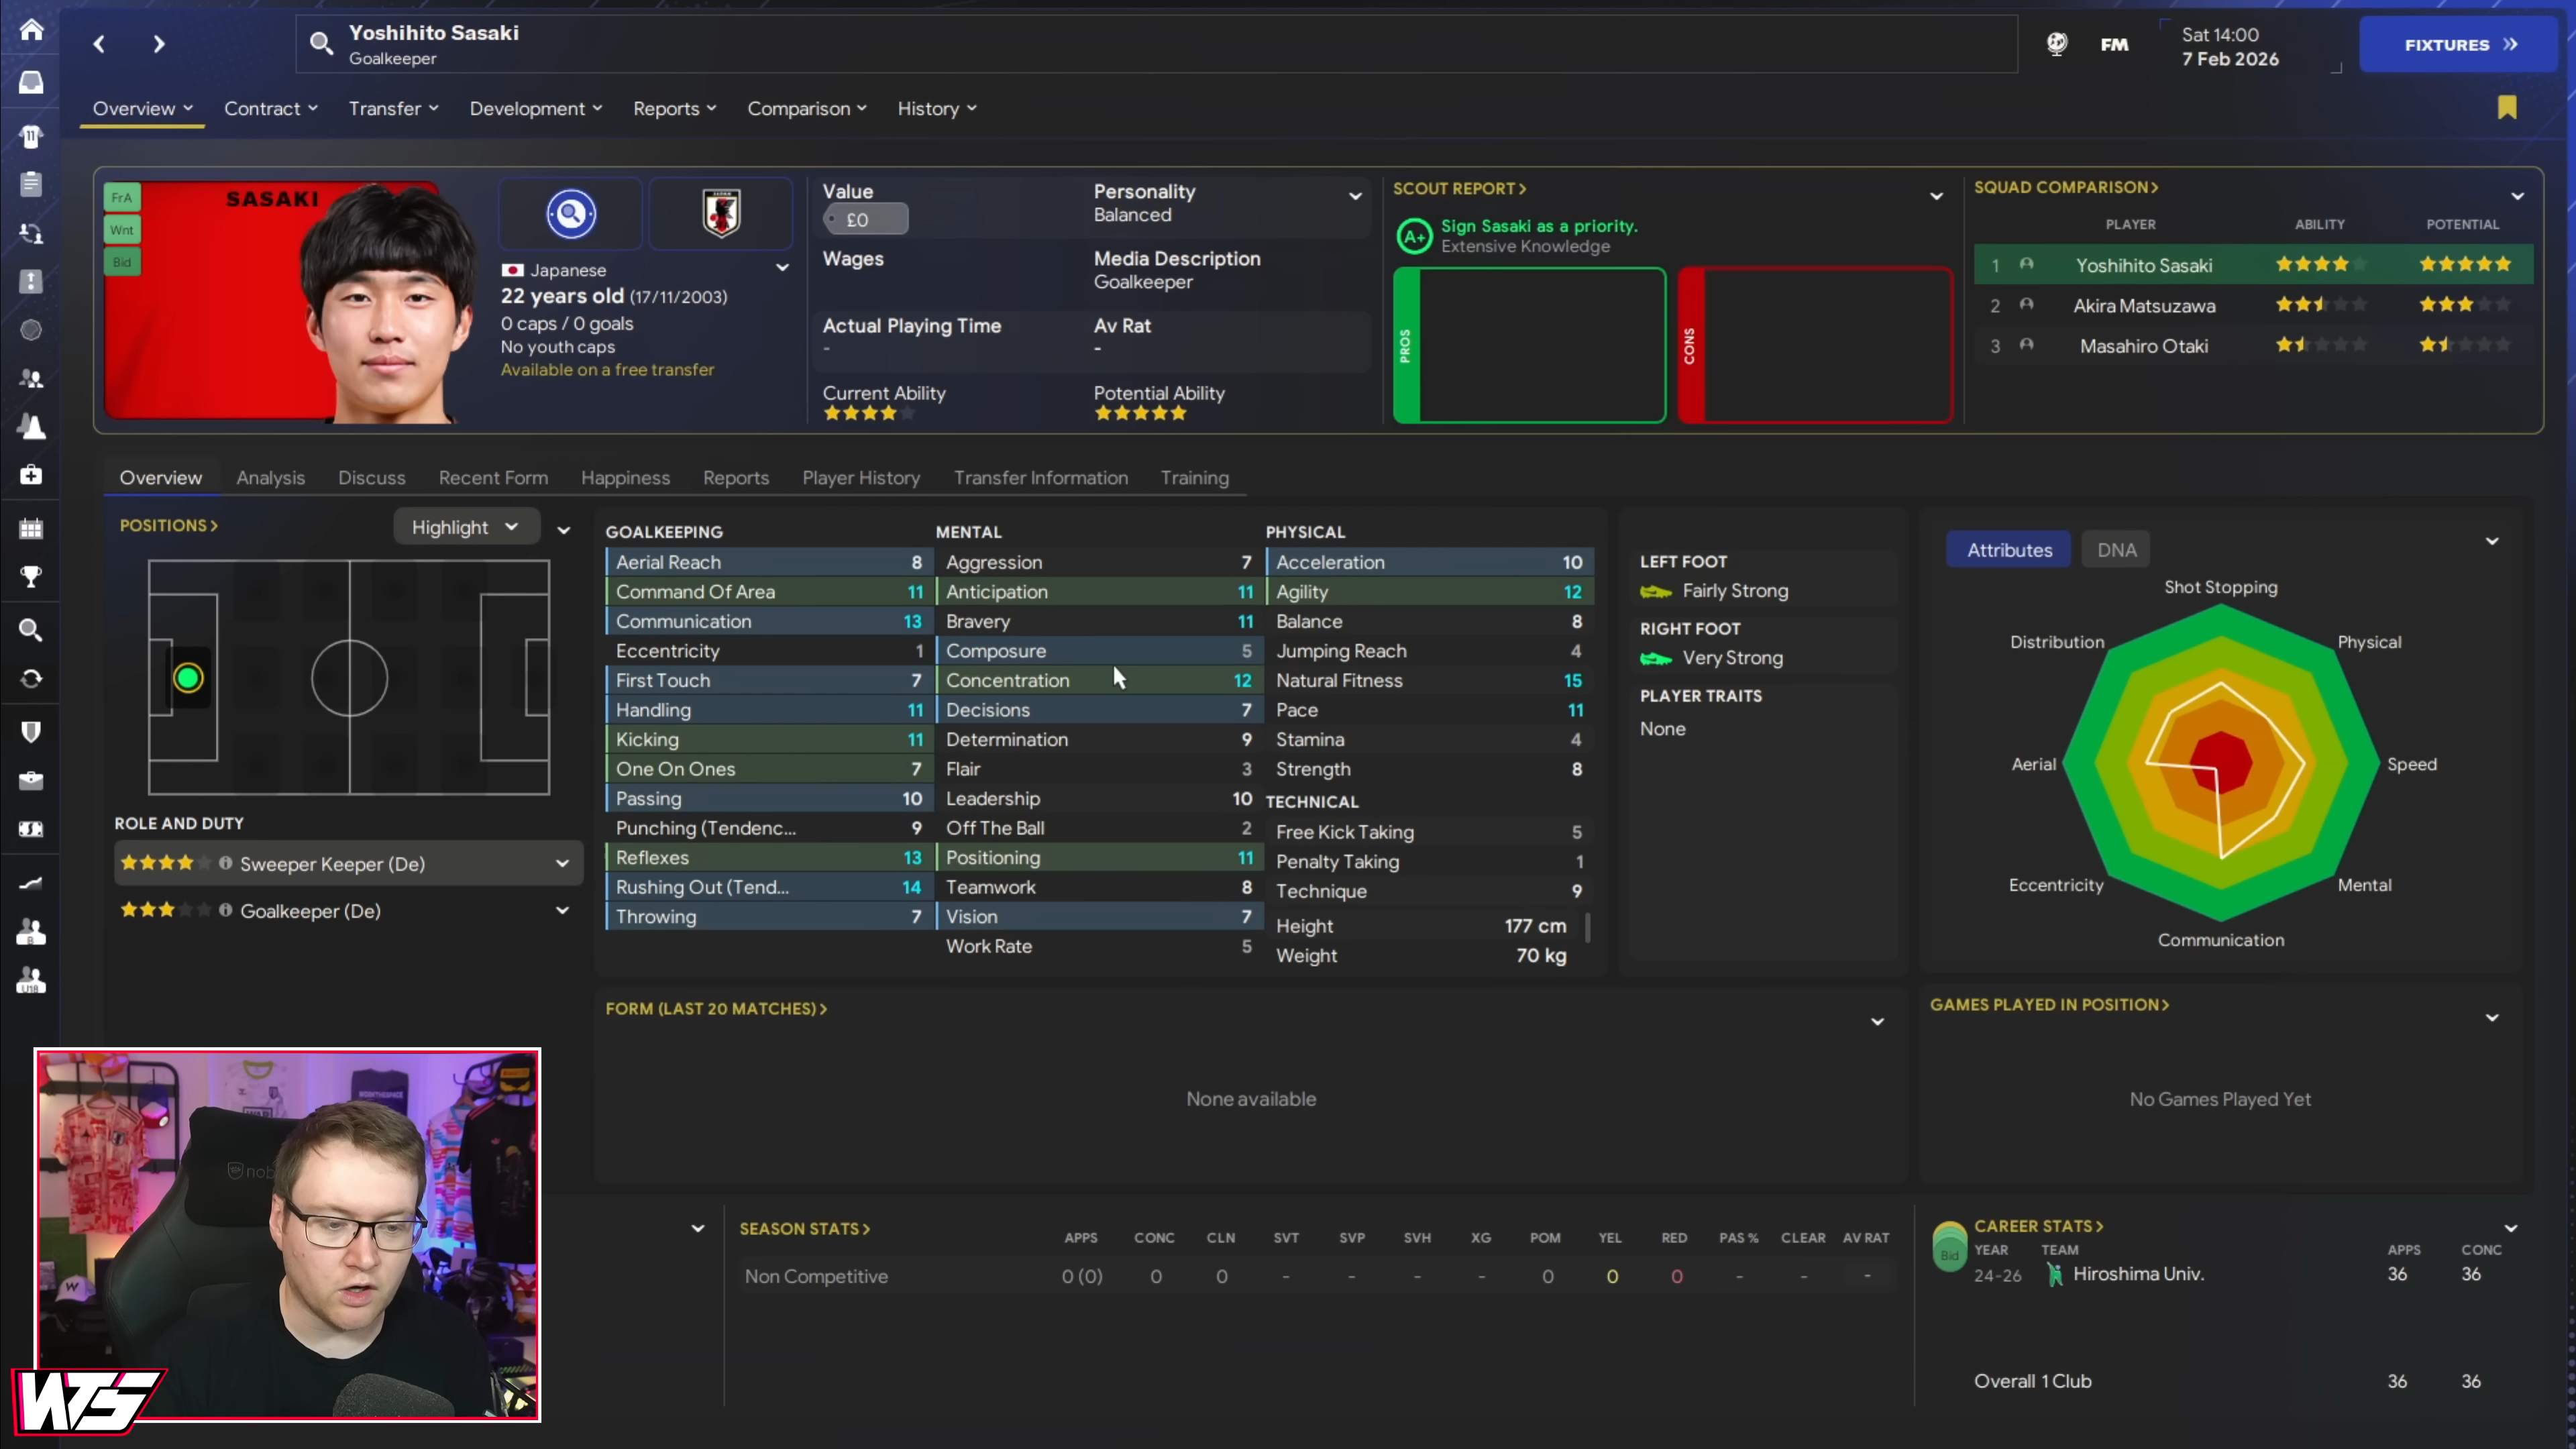 Yoshihito Sasaki
Goalkeeper
FM
Sat 14:00
7 Feb 2026
FIXTURES
Overview
Contract
Transfer
Development
Reports
Comparison
History
FrA
Wnt
Bid
SASAKI
Japanese
22 years old (17/11/2003)
0 caps / 0 goals
No youth caps
Available on a free transfer
Value
£0
Personality
Balanced
Wages
Media Description
Goalkeeper
Actual Playing Time
-
Av Rat
-
Current Ability
Potential Ability
SCOUT REPORT
A+
Sign Sasaki as a priority.
Extensive Knowledge
PROS
CONS
SQUAD COMPARISON
PLAYER ABILITY POTENTIAL
1 Yoshihito Sasaki
2 Akira Matsuzawa
3 Masahiro Otaki
Overview Analysis Discuss Recent Form Happiness Reports Player History Transfer Information Training
POSITIONS
Highlight
ROLE AND DUTY
Sweeper Keeper (De)
Goalkeeper (De)
GOALKEEPING
Aerial Reach 8
Command Of Area 11
Communication 13
Eccentricity 1
First Touch 7
Handling 11
Kicking 11
One On Ones 7
Passing 10
Punching (Tendenc... 9
Reflexes 13
Rushing Out (Tend... 14
Throwing 7
MENTAL
Aggression 7
Anticipation 11
Bravery 11
Composure 5
Concentration 12
Decisions 7
Determination 9
Flair 3
Leadership 10
Off The Ball 2
Positioning 11
Teamwork 8
Vision 7
Work Rate 5
PHYSICAL
Acceleration 10
Agility 12
Balance 8
Jumping Reach 4
Natural Fitness 15
Pace 11
Stamina 4
Strength 8
TECHNICAL
Free Kick Taking 5
Penalty Taking 1
Technique 9
Height 177 cm
Weight 70 kg
LEFT FOOT
Fairly Strong
RIGHT FOOT
Very Strong
PLAYER TRAITS
None
Attributes
DNA
Shot Stopping
Physical
Speed
Mental
Communication
Eccentricity
Aerial
Distribution
FORM (LAST 20 MATCHES)
None available
GAMES PLAYED IN POSITION
No Games Played Yet
SEASON STATS
APPS CONC CLN SVT SVP SVH XG POM YEL RED PAS % CLEAR AV RAT
Non Competitive 0 (0) 0 0 - - - - 0 0 0 - - -
Bid
CAREER STATS
YEAR TEAM APPS CONC
24-26 Hiroshima Univ. 36 36
Overall 1 Club 36 36
11
B
U18
W
WTS